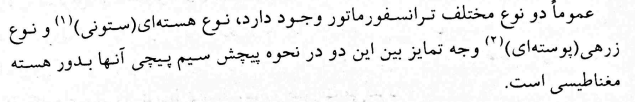 عموماً دو نوع مختلف ترانسفورماتور وجود دارد، نوع هسته‌ای(ستونی)(۱) و نوع
زرهی(پوسته‌ای)(۲) وجه تمایز بین این دو در نحوه پیچش سیم پیچی آنها بدور هسته
مغناطیسی است.